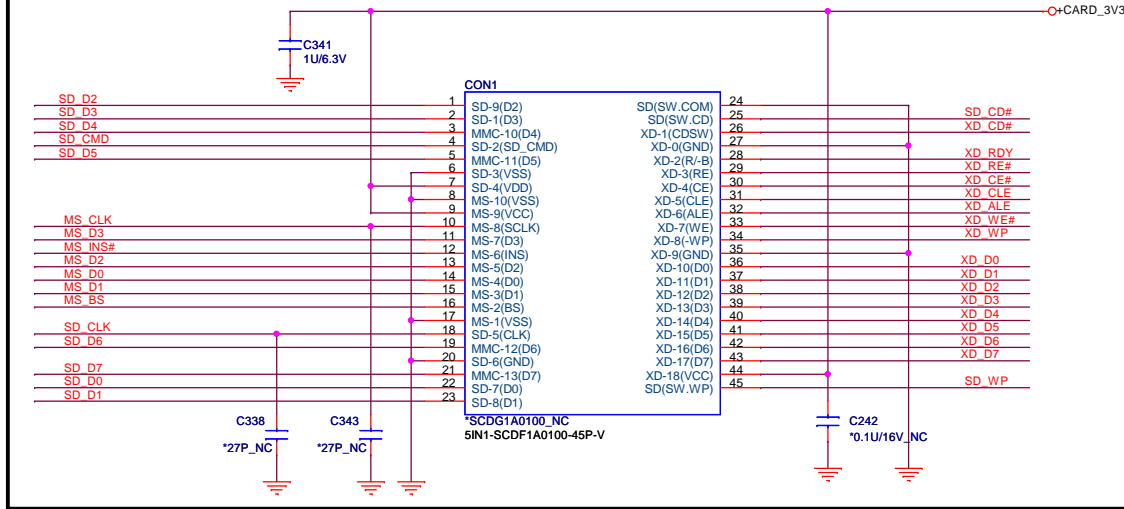 +CARD_3V3
C341
1U/6.3V
CON1
SD_D2 1 SD-9(D2) SD(SW.COM) 24
SD_D3 2 SD-1(D3) SD(SW.CD) 25 SD_CD#
SD_D4 3 MMC-10(D4) XD-1(CDSW) 26 XD_CD#
SD_CMD 4 SD-2(SD_CMD) XD-0(GND) 27
SD_D5 5 MMC-11(D5) XD-2(R/-B) 28 XD_RDY
6 SD-3(VSS) XD-3(RE) 29 XD_RE#
7 SD-4(VDD) XD-4(CE) 30 XD_CE#
8 MS-10(VSS) XD-5(CLE) 31 XD_CLE
9 MS-9(VCC) XD-6(ALE) 32 XD_ALE
MS_CLK 10 MS-8(SCLK) XD-7(WE) 33 XD_WE#
MS_D3 11 MS-7(D3) XD-8(-WP) 34 XD_WP
MS_INS# 12 MS-6(INS) XD-9(GND) 35
MS_D2 13 MS-5(D2) XD-10(D0) 36 XD_D0
MS_D0 14 MS-4(D0) XD-11(D1) 37 XD_D1
MS_D1 15 MS-3(D1) XD-12(D2) 38 XD_D2
MS_BS 16 MS-2(BS) XD-13(D3) 39 XD_D3
17 MS-1(VSS) XD-14(D4) 40 XD_D4
SD_CLK 18 SD-5(CLK) XD-15(D5) 41 XD_D5
SD_D6 19 MMC-12(D6) XD-16(D6) 42 XD_D6
20 SD-6(GND) XD-17(D7) 43 XD_D7
SD_D7 21 MMC-13(D7) XD-18(VCC) 44
SD_D0 22 SD-7(D0) SD(SW.WP) 45 SD_WP
SD_D1 23 SD-8(D1)
*SCDG1A0100_NC
5IN1-SCDF1A0100-45P-V
C338
*27P_NC
C343
*27P_NC
C242
*0.1U/16V_NC